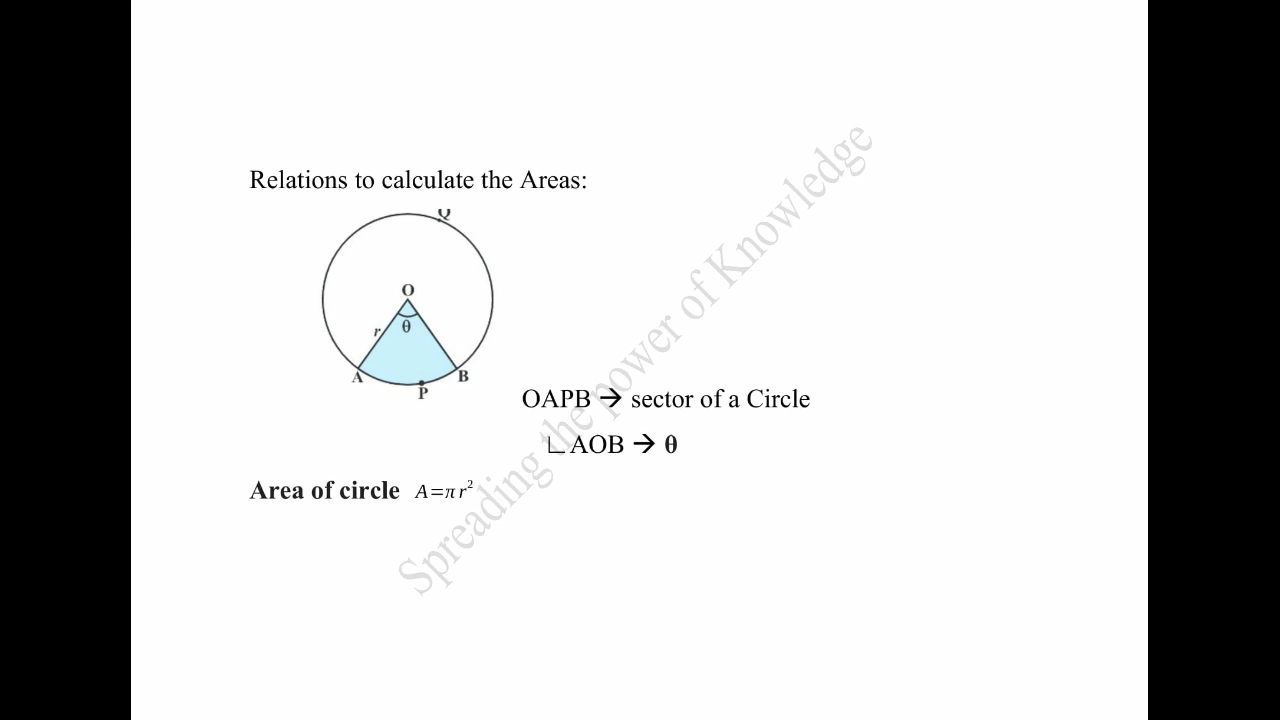 Relations to calculate the Areas:
Q
O
θ
r
A
B
P
OAPB → sector of a Circle
∟AOB → θ
Area of circle A=πr²
Spreading the power of Knowledge